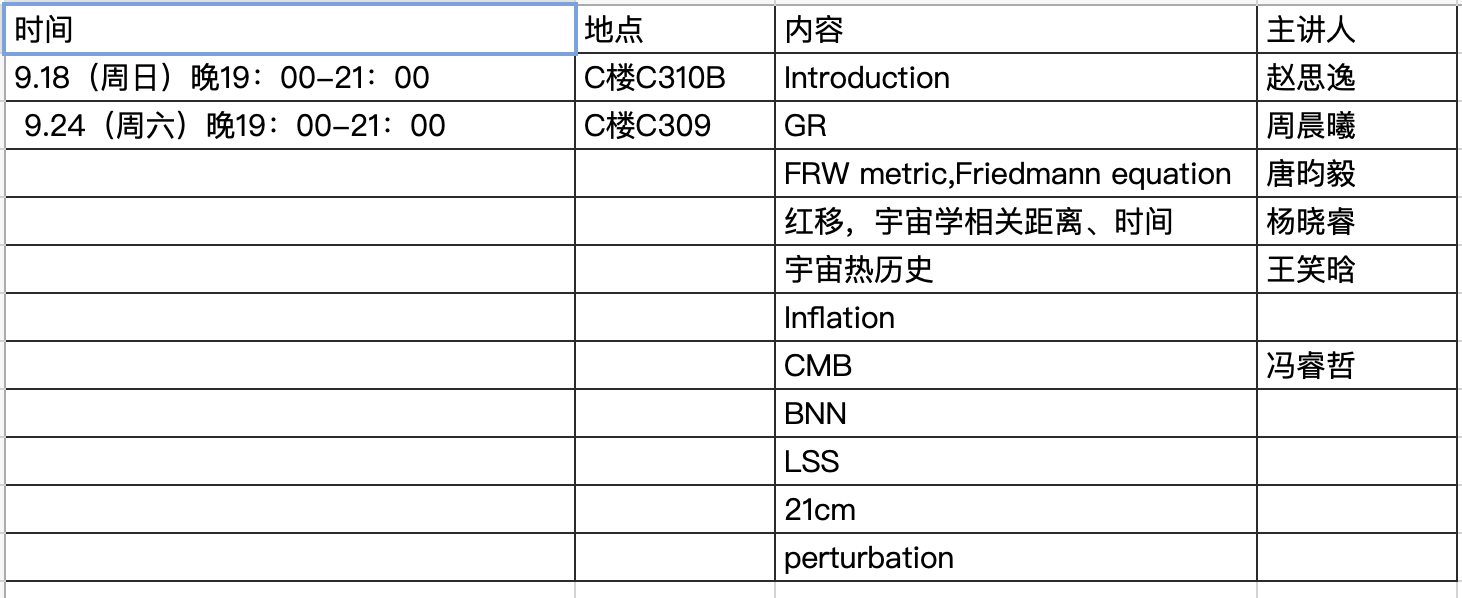 时间 地点 内容 主讲人
9.18（周日）晚19：00-21：00 C楼C310B Introduction 赵思逸
9.24（周六）晚19：00-21：00 C楼C309 GR 周晨曦
FRW metric,Friedmann equation 唐昀毅
红移，宇宙学相关距离、时间 杨晓睿
宇宙热历史 王笑晗
Inflation
CMB 冯睿哲
BNN
LSS
21cm
perturbation